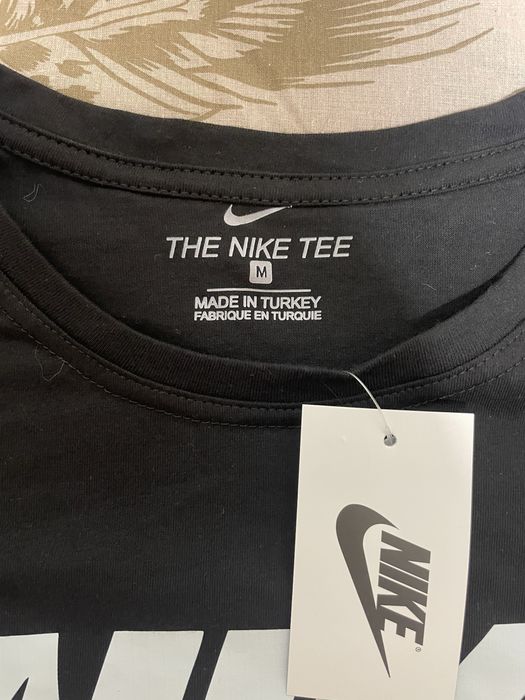 THE NIKE TEE
M
MADE IN TURKEY
FABRIQUE EN TURQUIE
NIKE
®